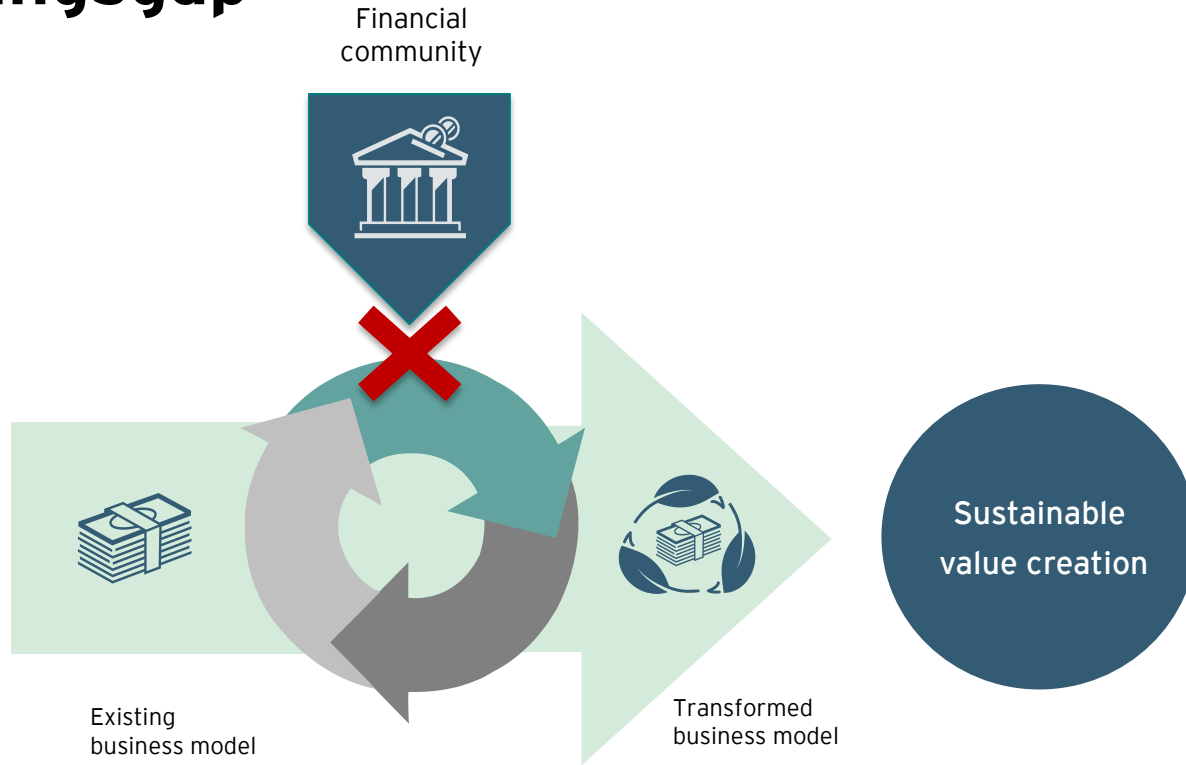 Financial
community
Sustainable
value creation
Existing
business model
Transformed
business model